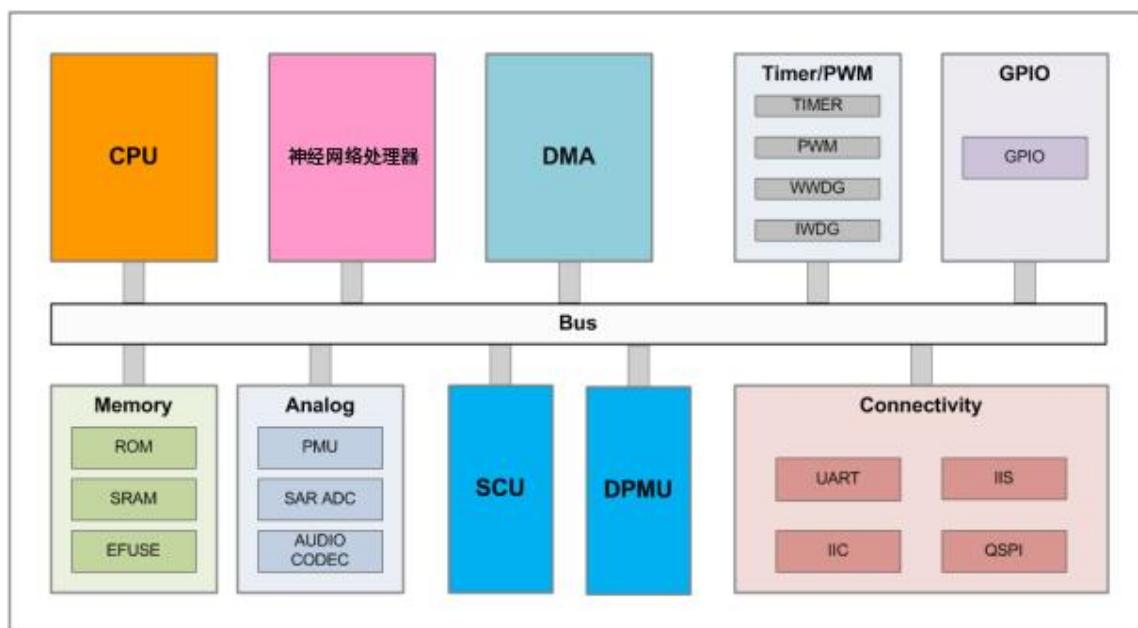 CPU
神经网络处理器
DMA
Timer/PWM
TIMER
PWM
WWDG
IWDG
GPIO
GPIO
Bus
Memory
ROM
SRAM
EFUSE
Analog
PMU
SAR ADC
AUDIO
CODEC
SCU
DPMU
Connectivity
UART
IIS
IIC
QSPI